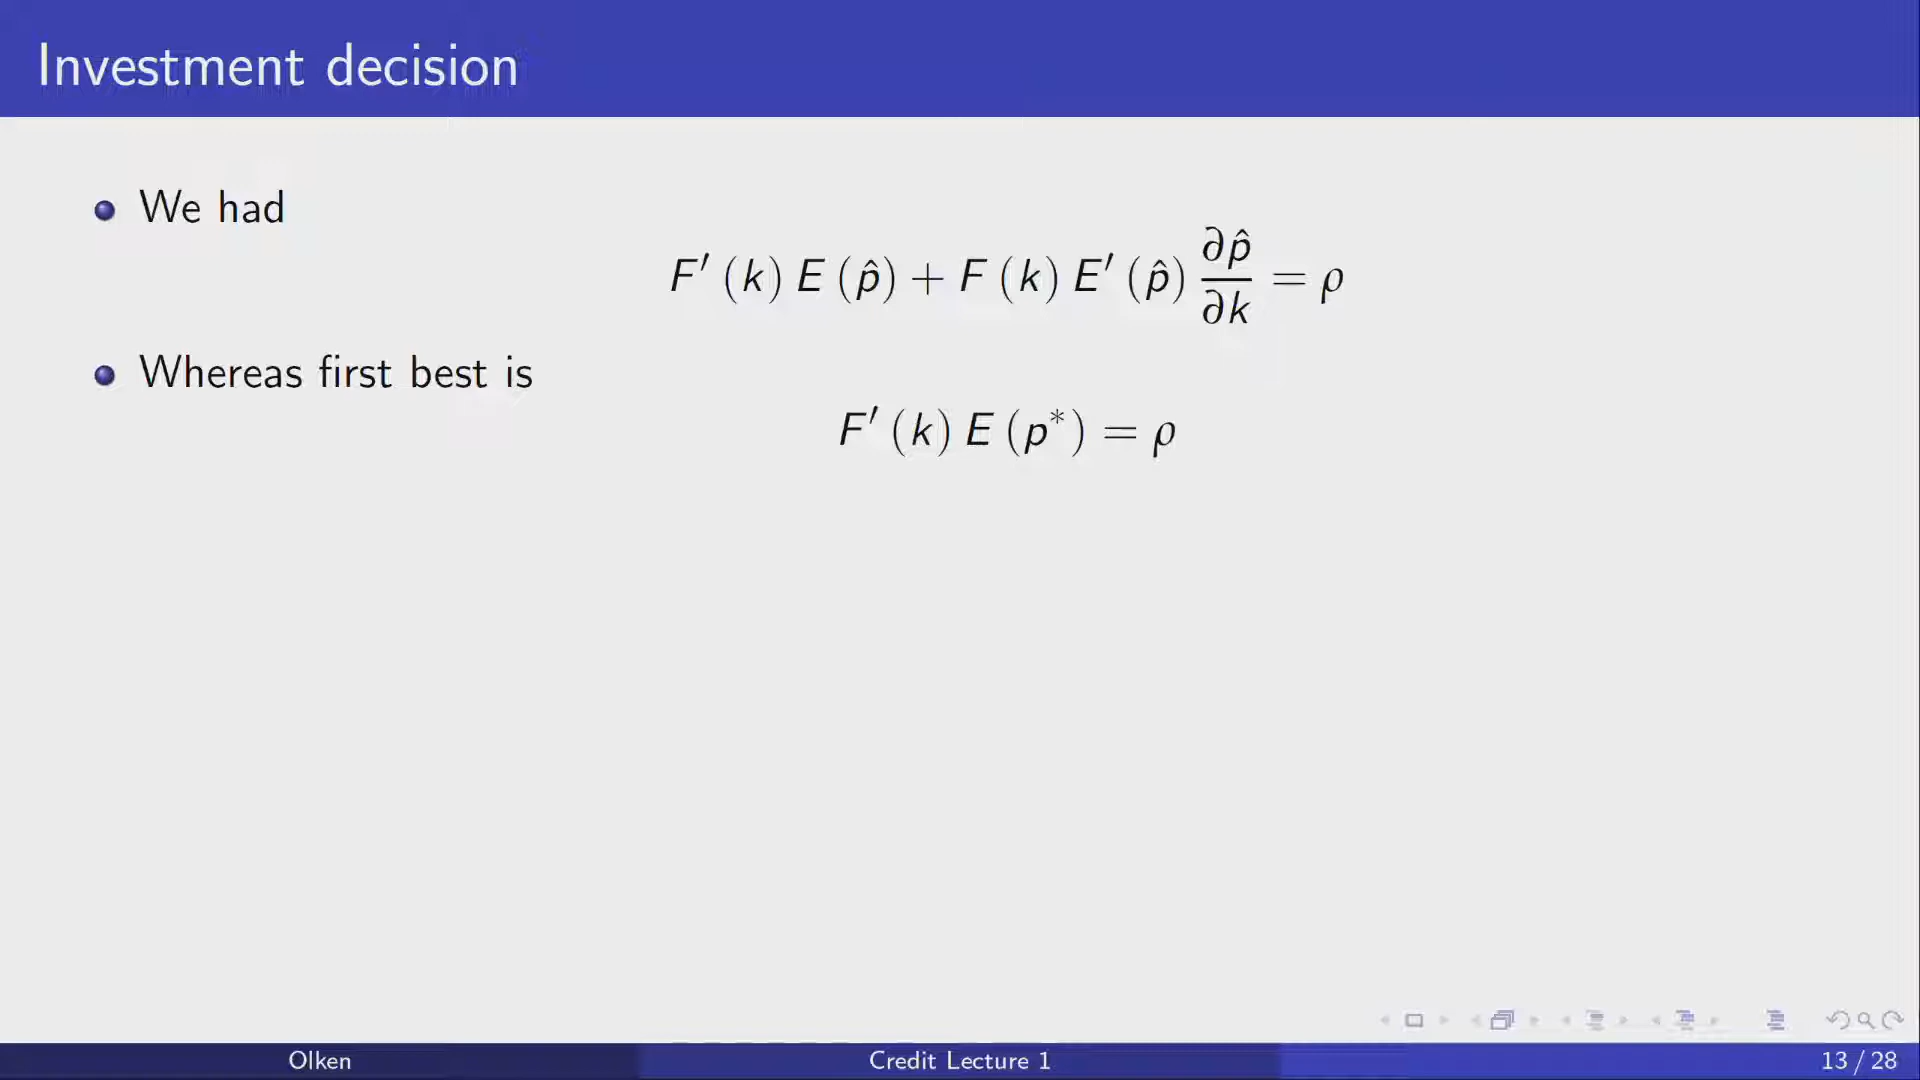 Investment decision
We had
F′ (k) E (p̂) + F (k) E′ (p̂) ∂p̂/∂k = ρ
Whereas first best is
F′ (k) E (p*) = ρ
Olken
Credit Lecture 1
13 / 28